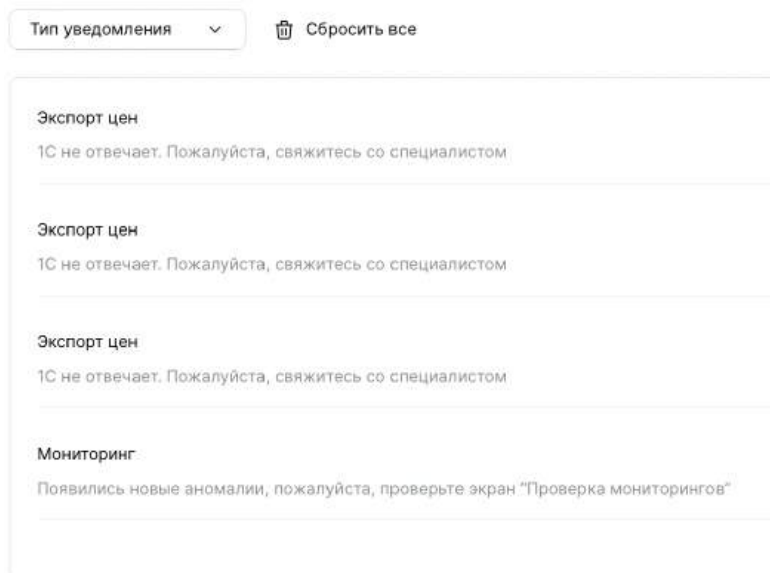 Тип уведомления
Сбросить все
Экспорт цен
1С не отвечает. Пожалуйста, свяжитесь со специалистом
Экспорт цен
1С не отвечает. Пожалуйста, свяжитесь со специалистом
Экспорт цен
1С не отвечает. Пожалуйста, свяжитесь со специалистом
Мониторинг
Появились новые аномалии, пожалуйста, проверьте экран “Проверка мониторингов”